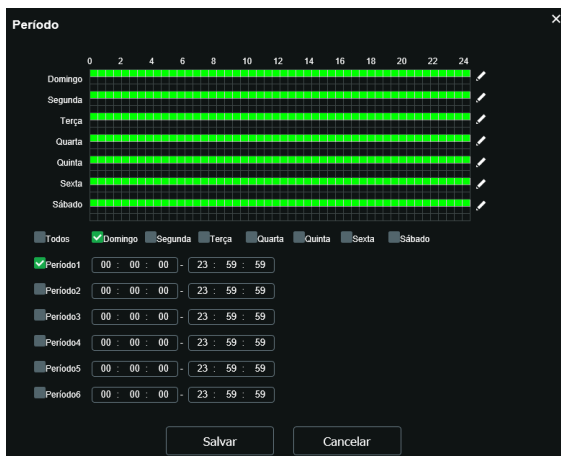 Período
0 2 4 6 8 10 12 14 16 18 20 22 24
Domingo
Segunda
Terça
Quarta
Quinta
Sexta
Sábado
Todos Domingo Segunda Terça Quarta Quinta Sexta Sábado
Período1 00 : 00 : 00 - 23 : 59 : 59
Período2 00 : 00 : 00 - 23 : 59 : 59
Período3 00 : 00 : 00 - 23 : 59 : 59
Período4 00 : 00 : 00 - 23 : 59 : 59
Período5 00 : 00 : 00 - 23 : 59 : 59
Período6 00 : 00 : 00 - 23 : 59 : 59
Salvar Cancelar